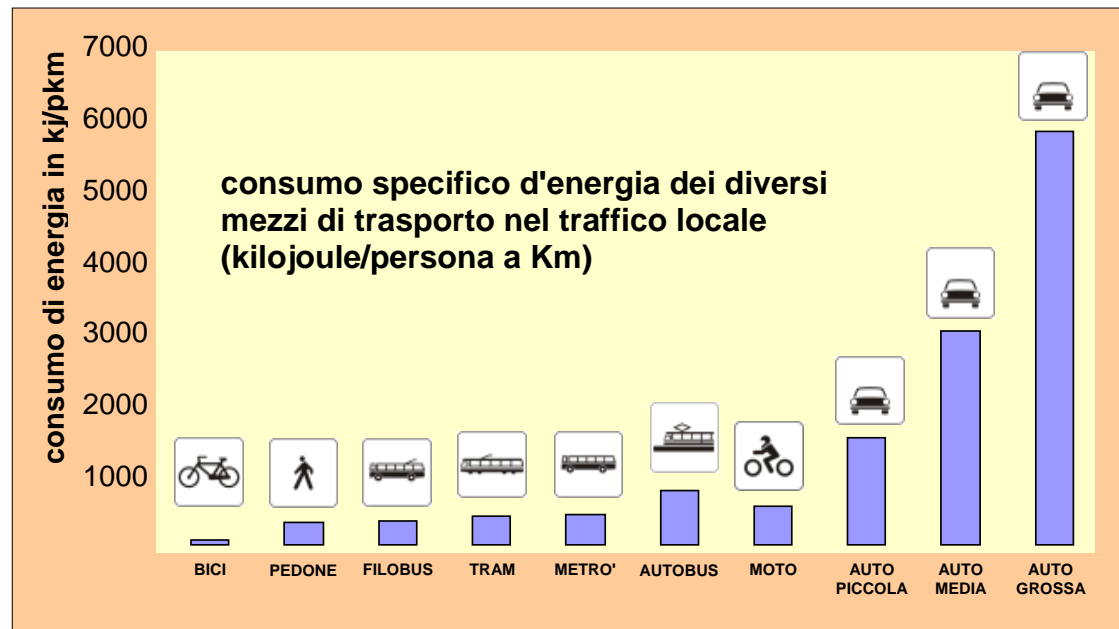 consumo di energia in kj/pkm
7000
6000
5000
4000
3000
2000
1000
consumo specifico d'energia dei diversi
mezzi di trasporto nel traffico locale
(kilojoule/persona a Km)
BICI
PEDONE
FILOBUS
TRAM
METRO'
AUTOBUS
MOTO
AUTO
PICCOLA
AUTO
MEDIA
AUTO
GROSSA